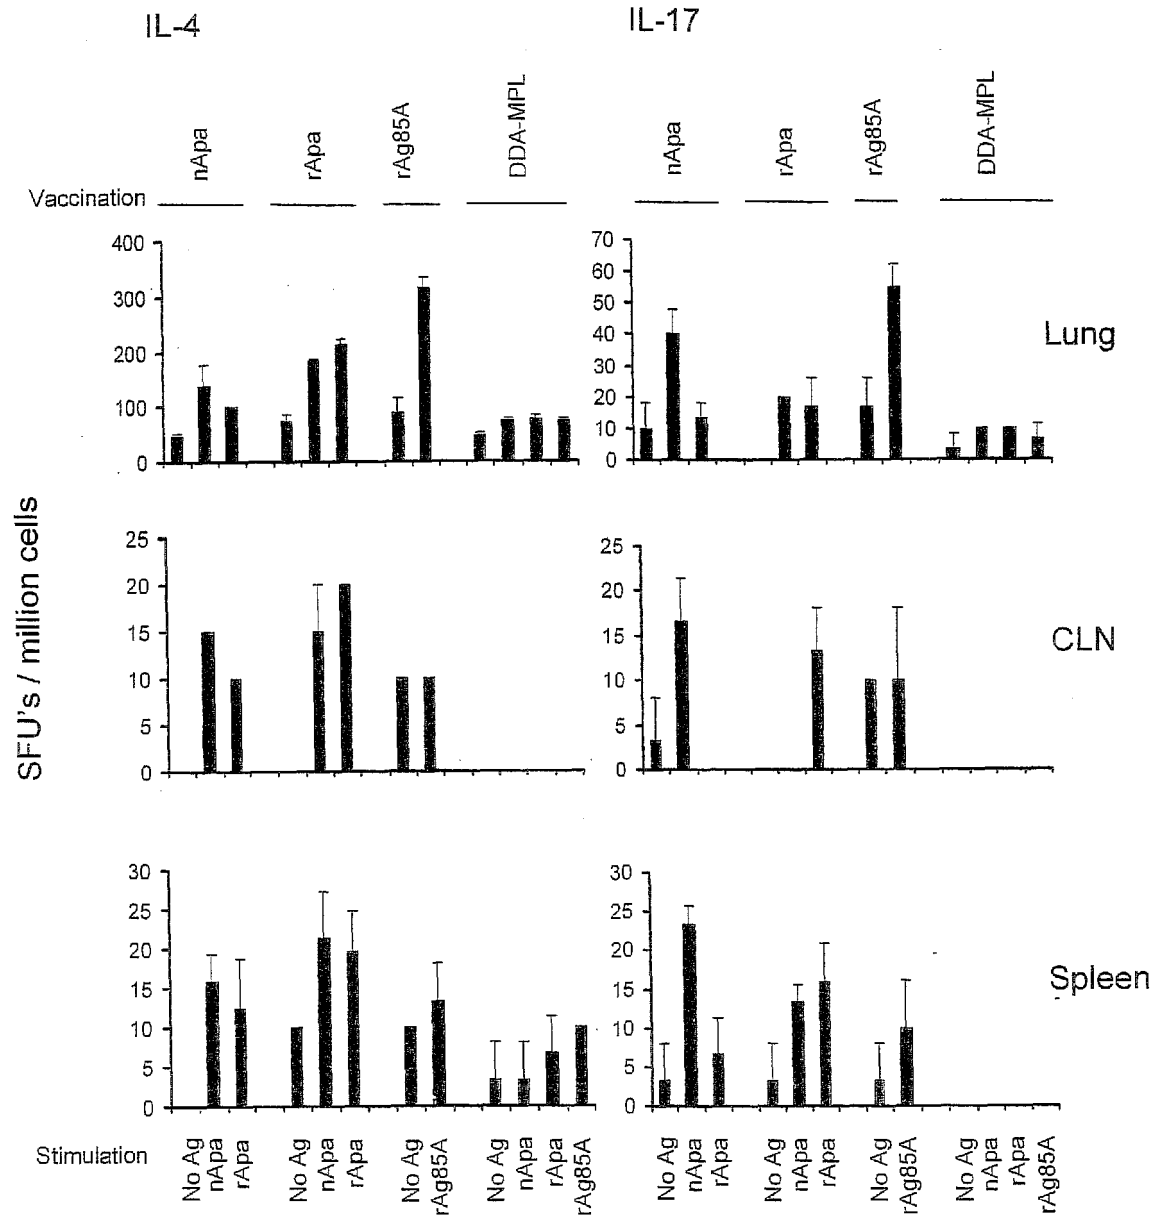 IL-4 IL-17
nApa rApa rAg85A DDA-MPL nApa rApa rAg85A DDA-MPL
Vaccination
400 70
300 60
200 50
100 40
0 30
20
10
0
Lung
SFU's / million cells
25 25
20 20
15 15
10 10
5 5
0 0
CLN
30 30
25 25
20 20
15 15
10 10
5 5
0 0
Spleen
Stimulation
No Ag nApa rApa No Ag nApa rApa No Ag rAg85A No Ag nApa rApa rAg85A No Ag nApa rApa No Ag nApa rApa No Ag rAg85A No Ag nApa rApa rAg85A